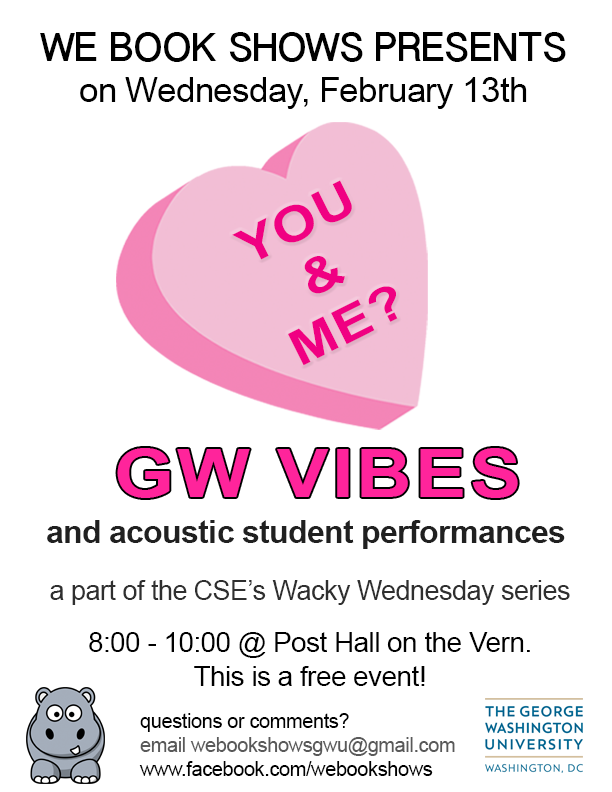 WE BOOK SHOWS PRESENTS
on Wednesday, February 13th
YOU
&
ME?
GW VIBES
and acoustic student performances
a part of the CSE's Wacky Wednesday series
8:00 - 10:00 @ Post Hall on the Vern.
This is a free event!
questions or comments?
email webookshowsgwu@gmail.com
www.facebook.com/webookshows
THE GEORGE
WASHINGTON
UNIVERSITY
WASHINGTON, DC